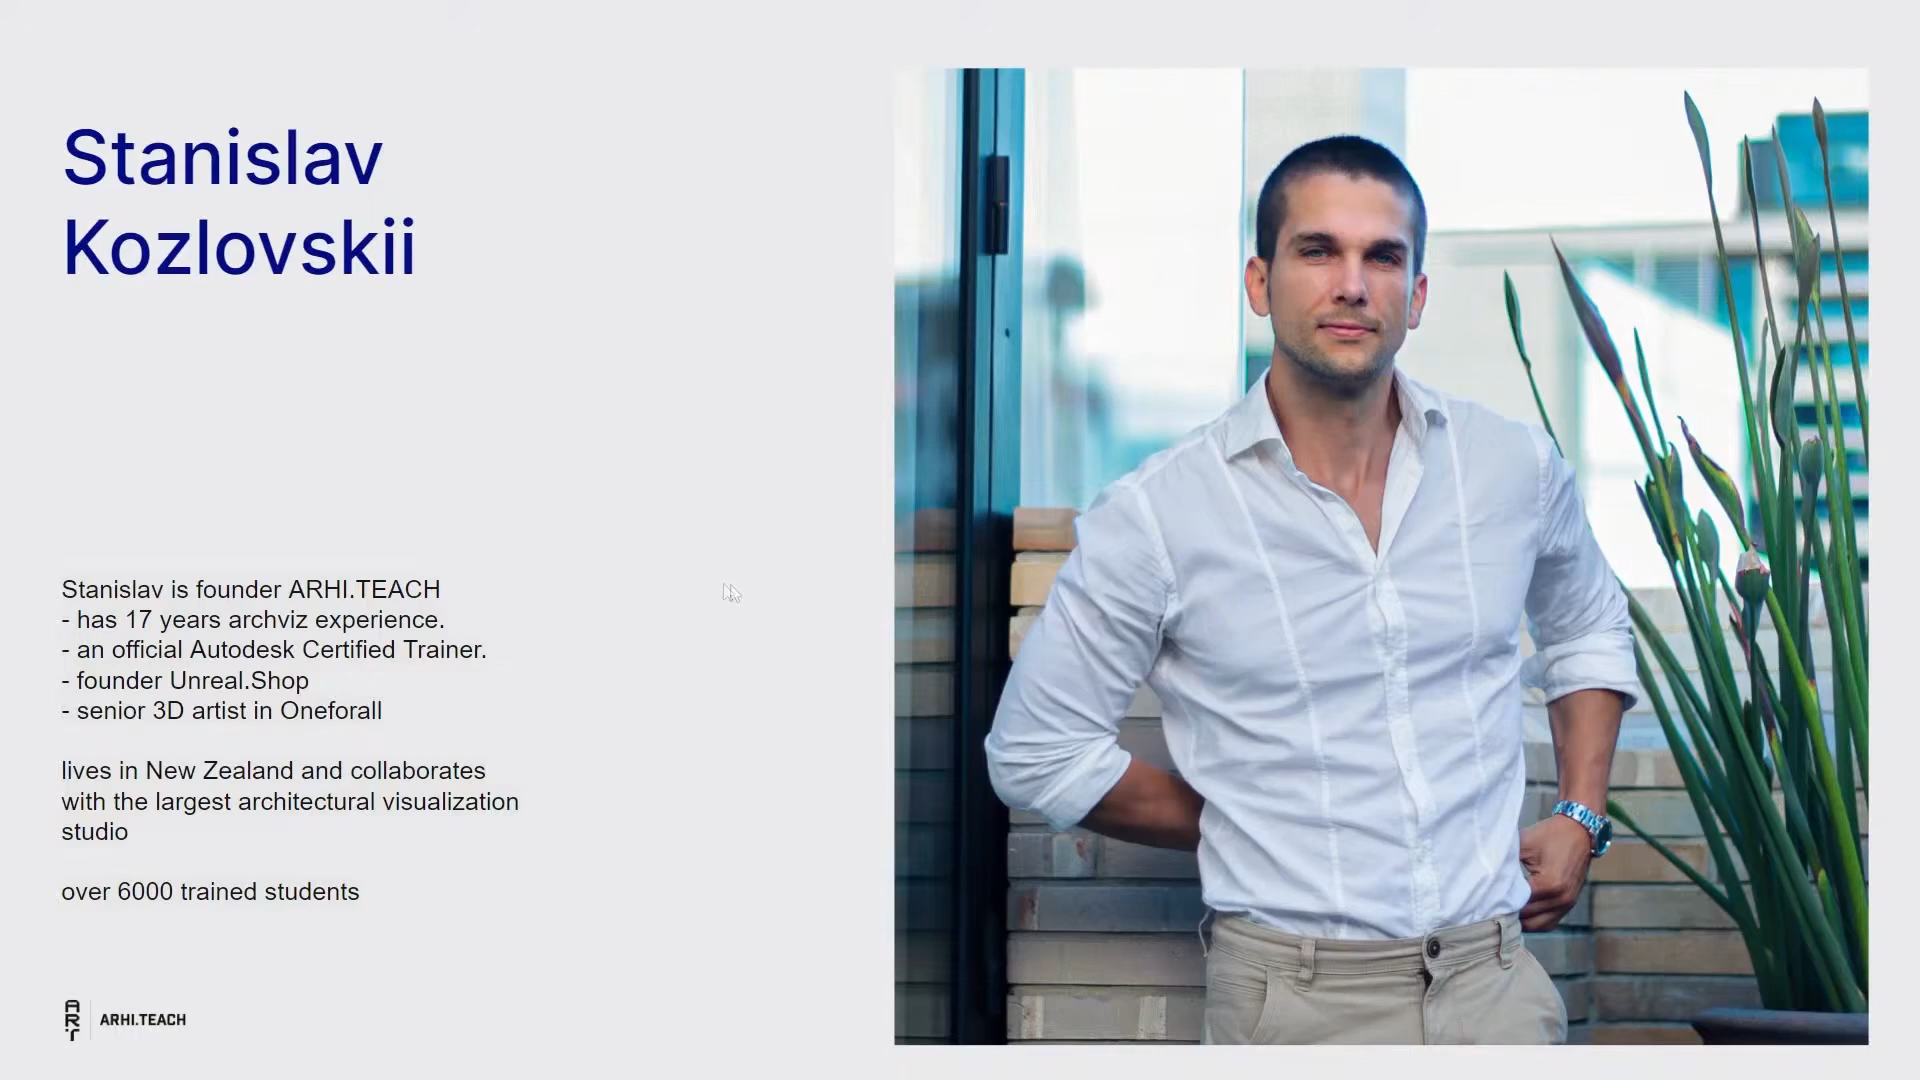 Stanislav
Kozlovskii
Stanislav is founder ARHI.TEACH
- has 17 years archviz experience.
- an official Autodesk Certified Trainer.
- founder Unreal.Shop
- senior 3D artist in Oneforall
lives in New Zealand and collaborates
with the largest architectural visualization
studio
over 6000 trained students
ART
ARHI.TEACH